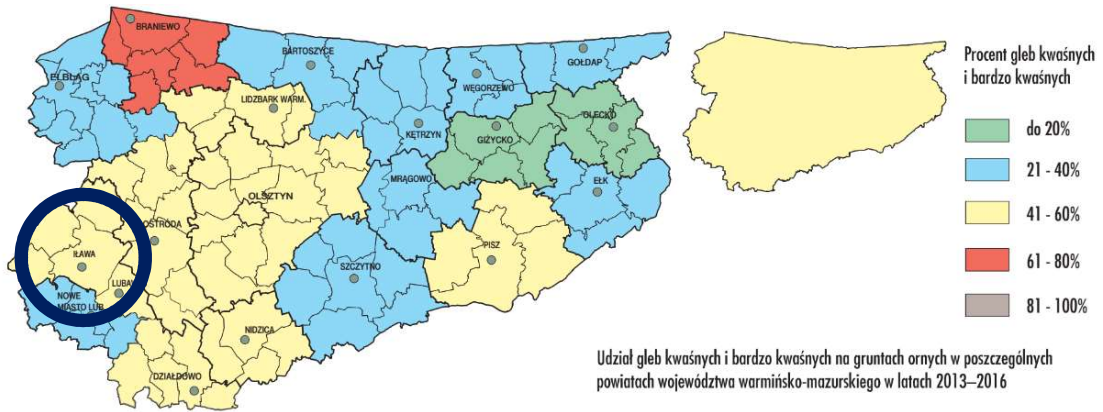 BRANIEWO
BARTOSZYCE
GOŁDAP
ELBLĄG
WĘGORZEWO
LIDZBARK WARM.
KĘTRZYN
GIŻYCKO
OLECKO
MRĄGOWO
EŁK
OLSZTYN
OSTRÓDA
IŁAWA
PISZ
SZCZYTNO
NOWE
MIASTO LUB.
NIDZICA
DZIAŁDOWO
Procent gleb kwaśnych
i bardzo kwaśnych
do 20%
21 - 40%
41 - 60%
61 - 80%
81 - 100%
Udział gleb kwaśnych i bardzo kwaśnych na gruntach ornych w poszczególnych
powiatach województwa warmińsko-mazurskiego w latach 2013–2016